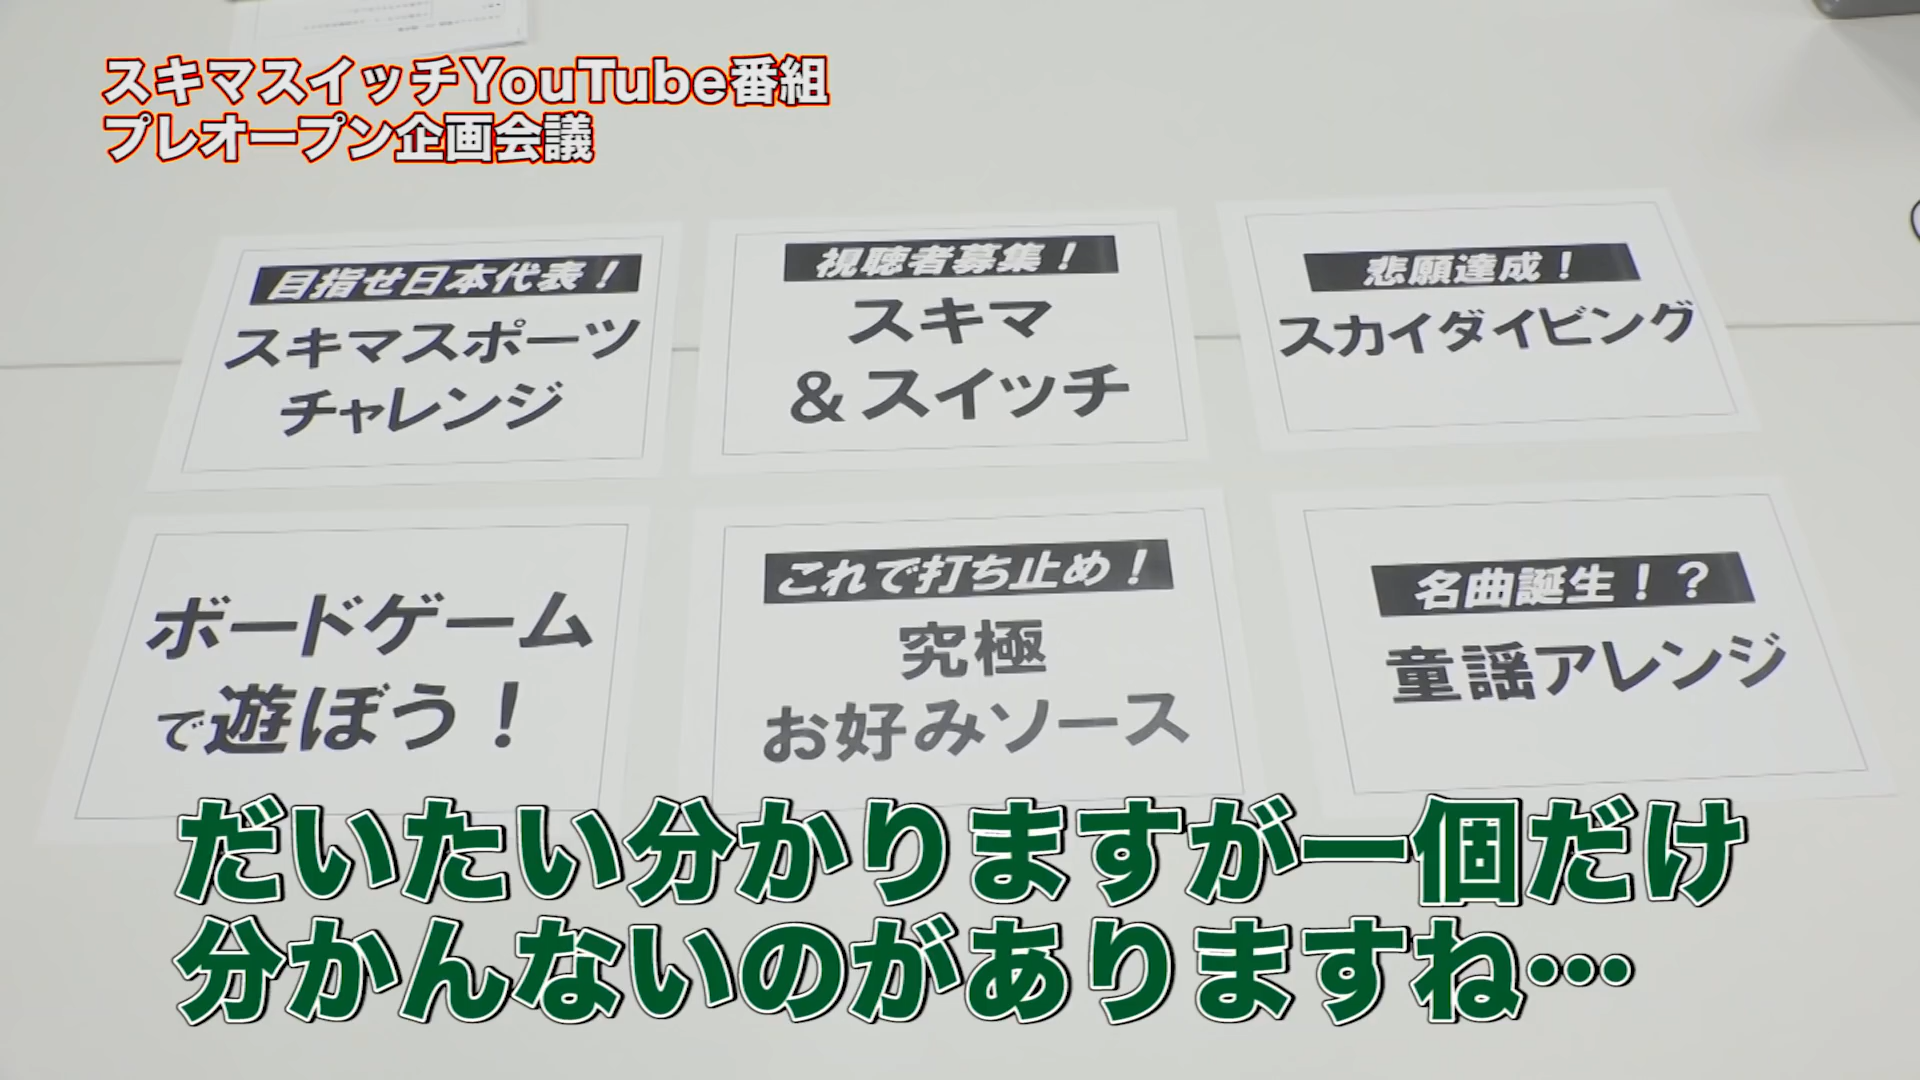 スキマスイッチYouTube番組
プレオープン企画会議
目指せ日本代表！
スキマスポーツ
チャレンジ
視聴者募集！
スキマ
＆スイッチ
悲願達成！
スカイダイビング
ボードゲーム
で遊ぼう！
これで打ち止め！
究極
お好みソース
名曲誕生！？
童謡アレンジ
だいたい分かりますが一個だけ
分かんないのがありますね…